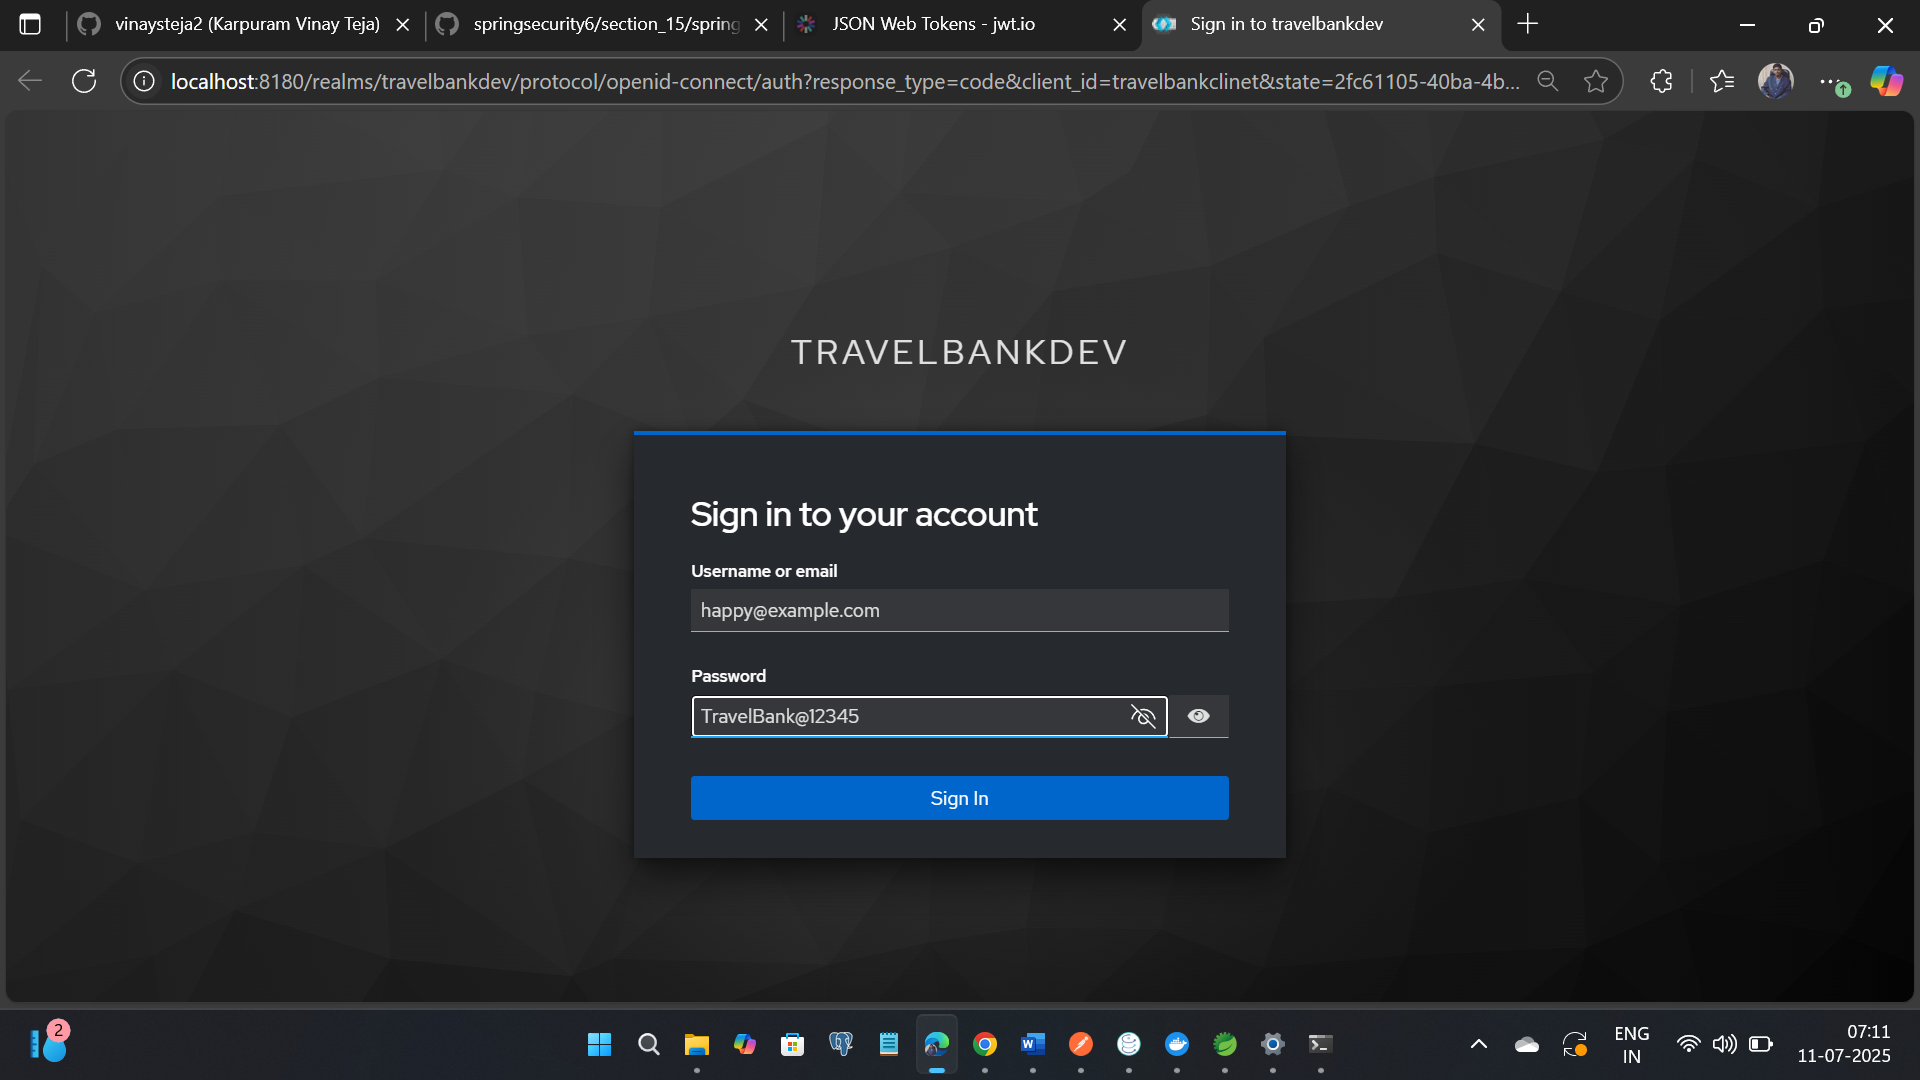 vinaysteja2 (Karpuram Vinay Teja)
springsecurity6/section_15/spring
JSON Web Tokens - jwt.io
Sign in to travelbankdev
localhost:8180/realms/travelbankdev/protocol/openid-connect/auth?response_type=code&client_id=travelbankclinet&state=2fc61105-40ba-4b...
TRAVELBANKDEV
Sign in to your account
Username or email
happy@example.com
Password
TravelBank@12345
Sign In
2
ENG
IN
07:11
11-07-2025